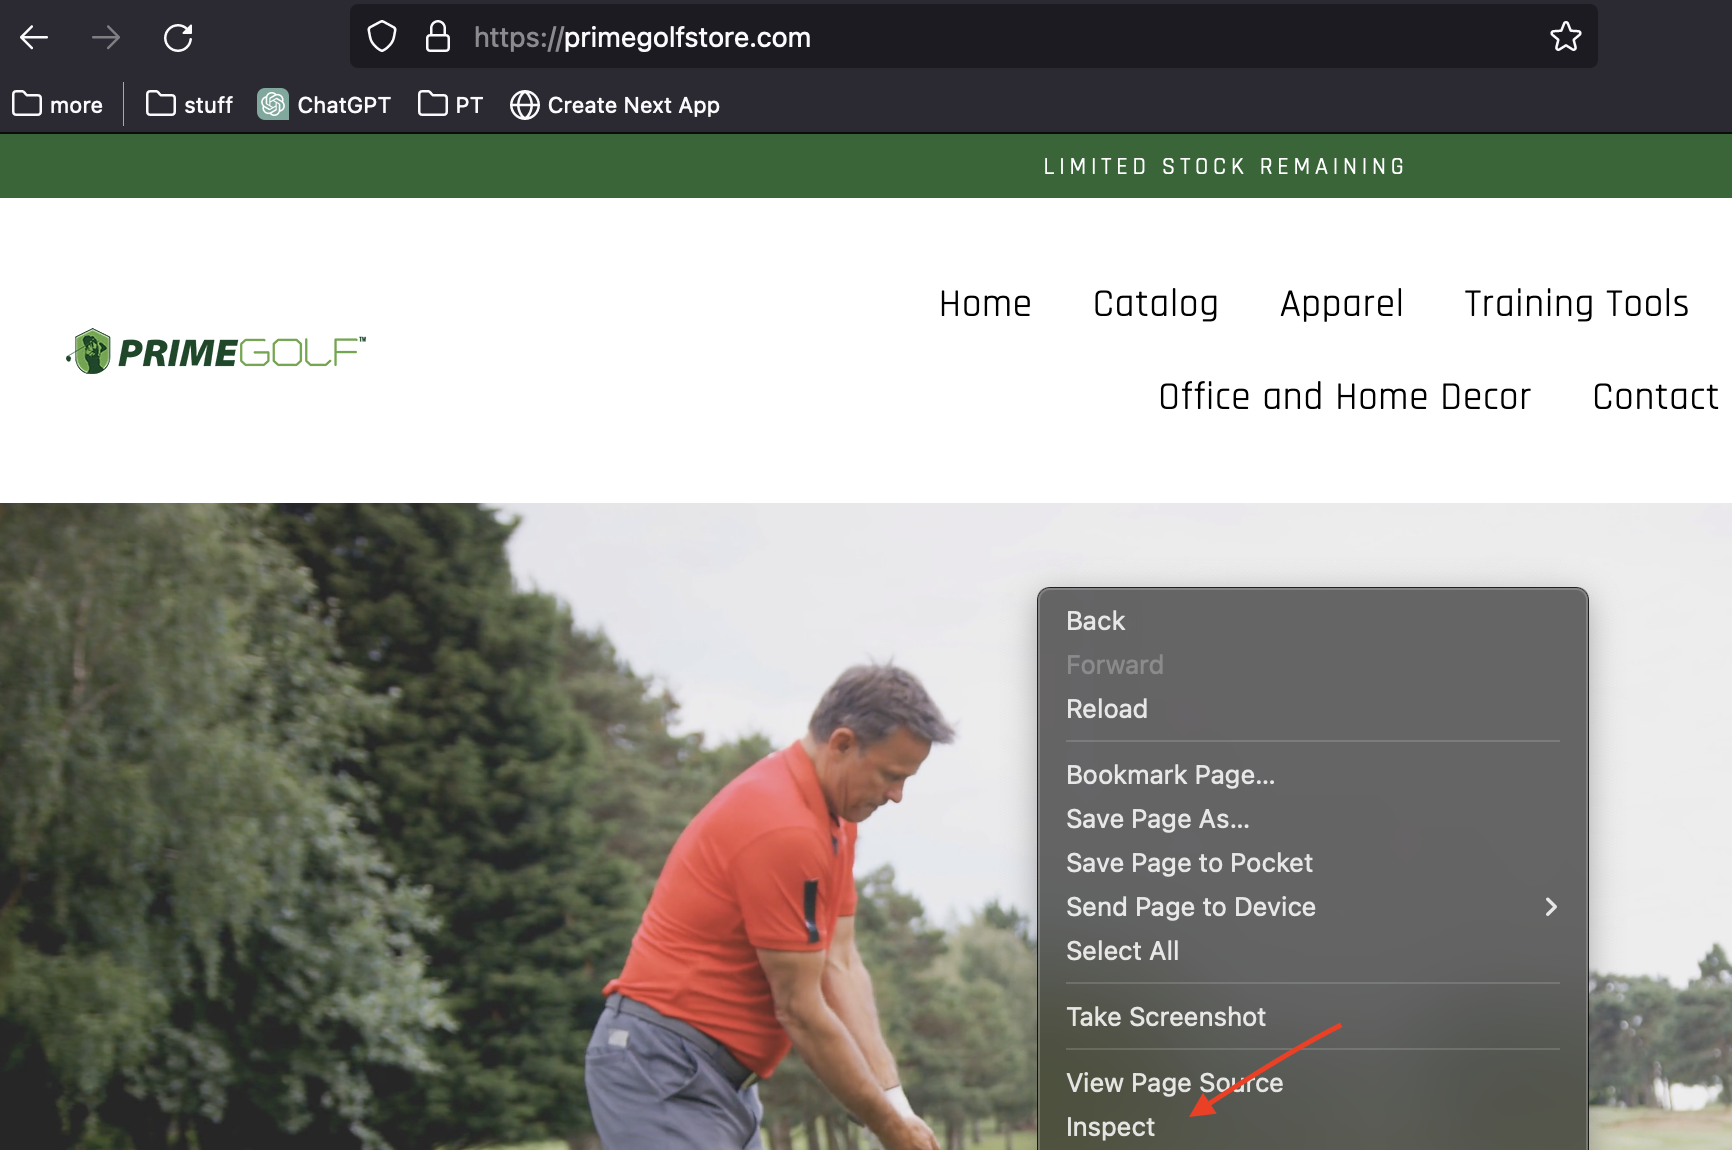 https://primegolfstore.com
more stuff ChatGPT PT Create Next App
LIMITED STOCK REMAINING
Home Catalog Apparel Training Tools
PRIMEGOLF™
Office and Home Decor Contact
Back
Forward
Reload
Bookmark Page...
Save Page As...
Save Page to Pocket
Send Page to Device
Select All
Take Screenshot
View Page Source
Inspect